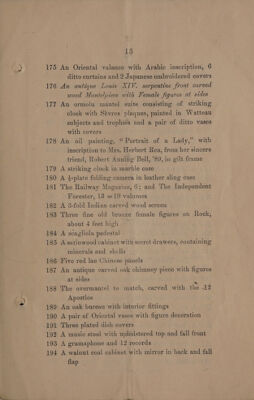 13
175 An Oriental valance with Arabic inscription, 6
ditto curtains and 2 Japanese embroidered covers
176 An antique Louis XIV. serpentine front carved
wood Mantelpiece with Female figures at sides
177 An ormolu mantel suite consisting of striking
clock with Sèvres plaques, painted in Watteau
subjects and trophies and a pair of ditto vases
with covers
178 An oil painting, "Portrait of a Lady," with
inscription to Mrs. Herbert Rea, from her sincere
friend, Robert Anning Bell, '89, in gilt frame
179 A striking clock in marble case
180 A ¼-plate folding camera in leather sling case
181 The Railway Magazine, 6; and The Independent
Forester, 13 = 19 volumes
182 A 3-fold Indian carved wood screen
183 Three fine old bronze female figures on Rock,
about 4 feet high
184 A scagliola pedestal
185 A satinwood cabinet with secret drawers, containing
minerals and shells
186 Five red lac Chinese panels
187 An antique carved oak chimney piece with figures
at sides
188 The overmantel to match, carved with the 12
Apostles
189 An oak bureau with interior fittings
190 A pair of Oriental vases with figure decoration
191 Three plated dish covers
192 A music stool with upholstered top and fall front
193 A gramophone and 12 records
194 A walnut coal cabinet with mirror in back and fall
flap